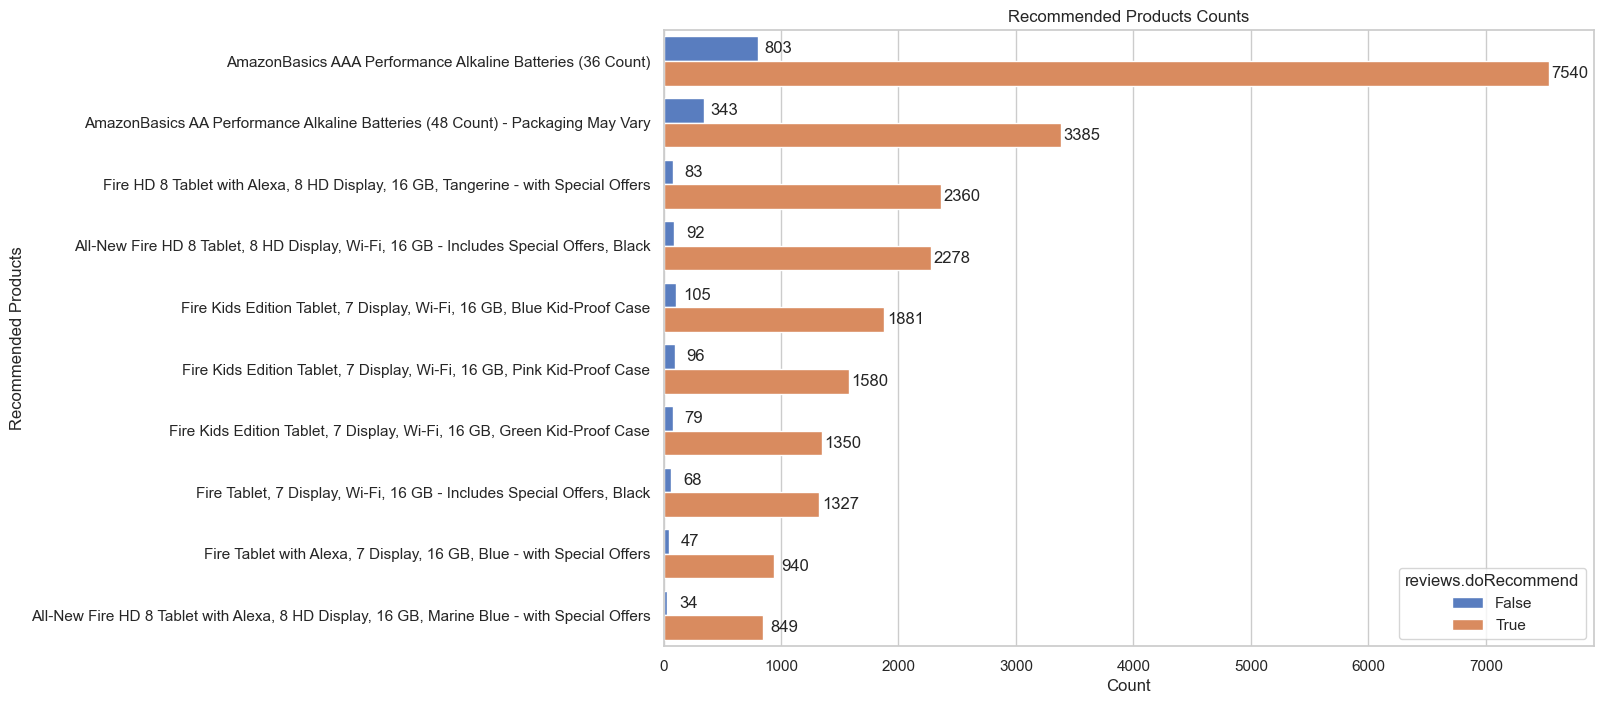 Recommended Products Counts
Recommended Products
AmazonBasics AAA Performance Alkaline Batteries (36 Count)
803
7540
AmazonBasics AA Performance Alkaline Batteries (48 Count) - Packaging May Vary
343
3385
Fire HD 8 Tablet with Alexa, 8 HD Display, 16 GB, Tangerine - with Special Offers
83
2360
All-New Fire HD 8 Tablet, 8 HD Display, Wi-Fi, 16 GB - Includes Special Offers, Black
92
2278
Fire Kids Edition Tablet, 7 Display, Wi-Fi, 16 GB, Blue Kid-Proof Case
105
1881
Fire Kids Edition Tablet, 7 Display, Wi-Fi, 16 GB, Pink Kid-Proof Case
96
1580
Fire Kids Edition Tablet, 7 Display, Wi-Fi, 16 GB, Green Kid-Proof Case
79
1350
Fire Tablet, 7 Display, Wi-Fi, 16 GB - Includes Special Offers, Black
68
1327
Fire Tablet with Alexa, 7 Display, 16 GB, Blue - with Special Offers
47
940
All-New Fire HD 8 Tablet with Alexa, 8 HD Display, 16 GB, Marine Blue - with Special Offers
34
849
reviews.doRecommend
False
True
0 1000 2000 3000 4000 5000 6000 7000
Count